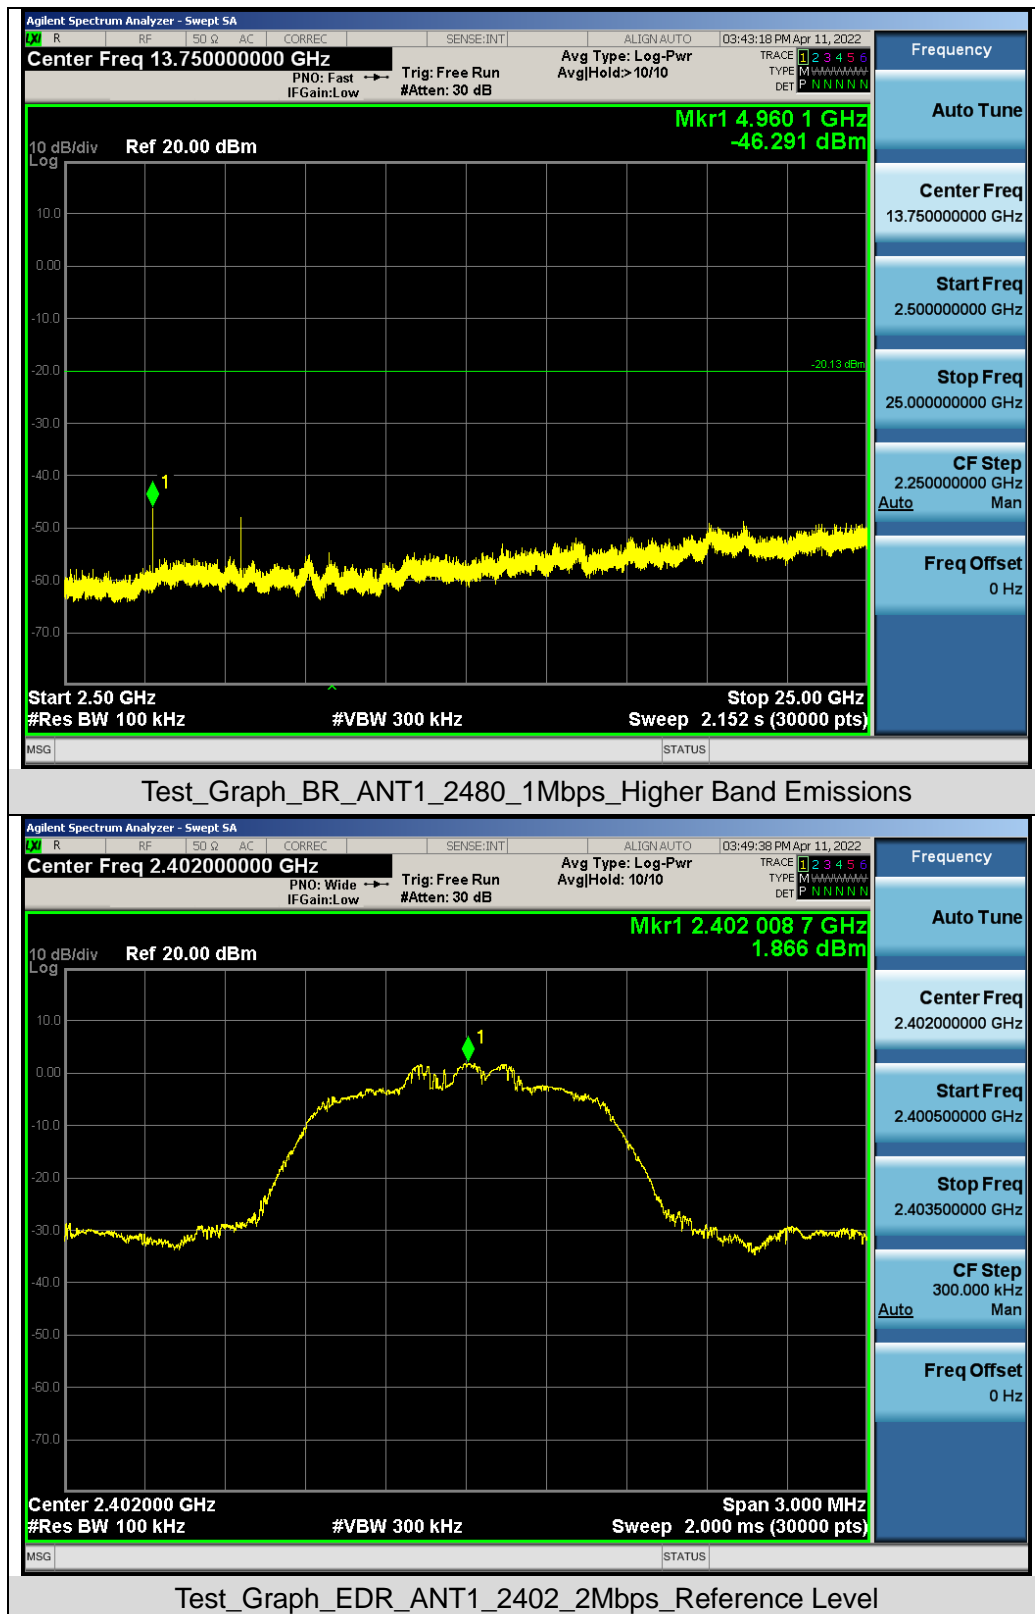 Agilent Spectrum Analyzer - Swept SA
LXI R RF 50 Ω AC CORREC SENSE:INT ALIGN AUTO 03:43:18 PM Apr 11, 2022
Center Freq 13.750000000 GHz
PNO: Fast
IFGain:Low
Trig: Free Run
#Atten: 30 dB
Avg Type: Log-Pwr
Avg|Hold:>10/10
TRACE 1 2 3 4 5 6
TYPE M WWWWW
DET P N N N N N
Mkr1 4.960 1 GHz
-46.291 dBm
10 dB/div Ref 20.00 dBm
Log
10.0
0.00
-10.0
-20.0
-20.13 dBm
-30.0
-40.0
1
-50.0
-60.0
-70.0
Start 2.50 GHz Stop 25.00 GHz
#Res BW 100 kHz #VBW 300 kHz Sweep 2.152 s (30000 pts)
MSG STATUS
Frequency
Auto Tune
Center Freq
13.750000000 GHz
Start Freq
2.500000000 GHz
Stop Freq
25.000000000 GHz
CF Step
2.250000000 GHz
Auto Man
Freq Offset
0 Hz
Test_Graph_BR_ANT1_2480_1Mbps_Higher Band Emissions
Agilent Spectrum Analyzer - Swept SA
LXI R RF 50 Ω AC CORREC SENSE:INT ALIGN AUTO 03:49:38 PM Apr 11, 2022
Center Freq 2.402000000 GHz
PNO: Wide
IFGain:Low
Trig: Free Run
#Atten: 30 dB
Avg Type: Log-Pwr
Avg|Hold: 10/10
TRACE 1 2 3 4 5 6
TYPE M WWWWW
DET P N N N N N
Mkr1 2.402 008 7 GHz
1.866 dBm
10 dB/div Ref 20.00 dBm
Log
10.0
1
0.00
-10.0
-20.0
-30.0
-40.0
-50.0
-60.0
-70.0
Center 2.402000 GHz Span 3.000 MHz
#Res BW 100 kHz #VBW 300 kHz Sweep 2.000 ms (30000 pts)
MSG STATUS
Frequency
Auto Tune
Center Freq
2.402000000 GHz
Start Freq
2.400500000 GHz
Stop Freq
2.403500000 GHz
CF Step
300.000 kHz
Auto Man
Freq Offset
0 Hz
Test_Graph_EDR_ANT1_2402_2Mbps_Reference Level